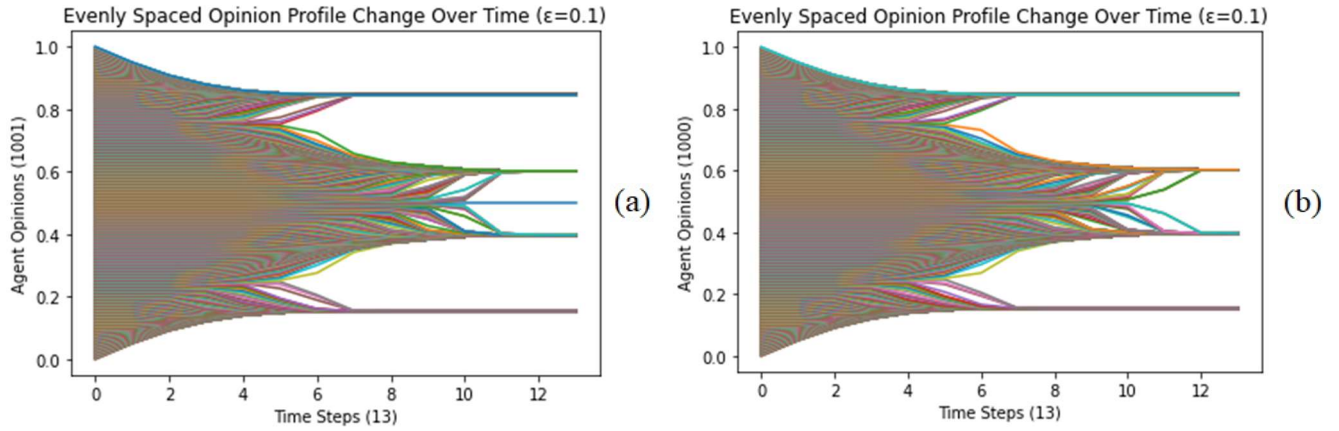 Evenly Spaced Opinion Profile Change Over Time (ε=0.1)
Agent Opinions (1001)
1.0
0.8
0.6
0.4
0.2
0.0
0 2 4 6 8 10 12
Time Steps (13)
(a)
Evenly Spaced Opinion Profile Change Over Time (ε=0.1)
Agent Opinions (1000)
1.0
0.8
0.6
0.4
0.2
0.0
0 2 4 6 8 10 12
Time Steps (13)
(b)